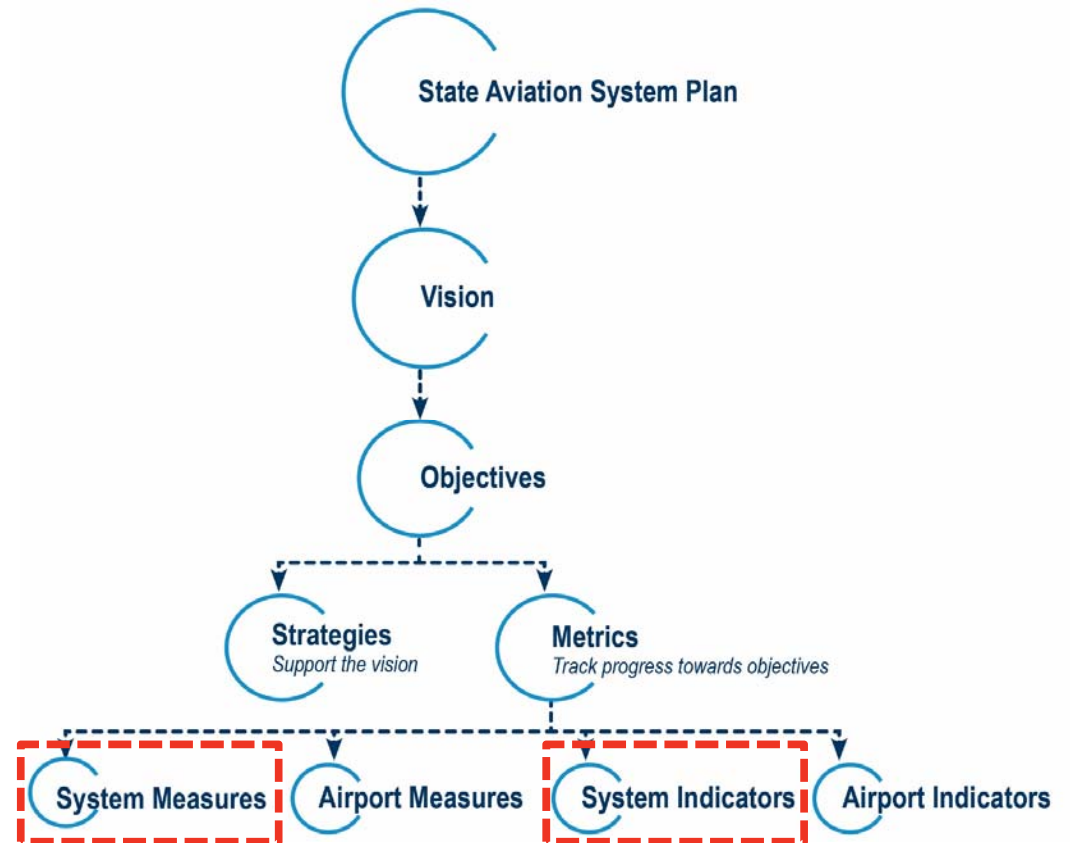 State Aviation System Plan
Vision
Objectives
Strategies
Support the vision
Metrics
Track progress towards objectives
System Measures
Airport Measures
System Indicators
Airport Indicators